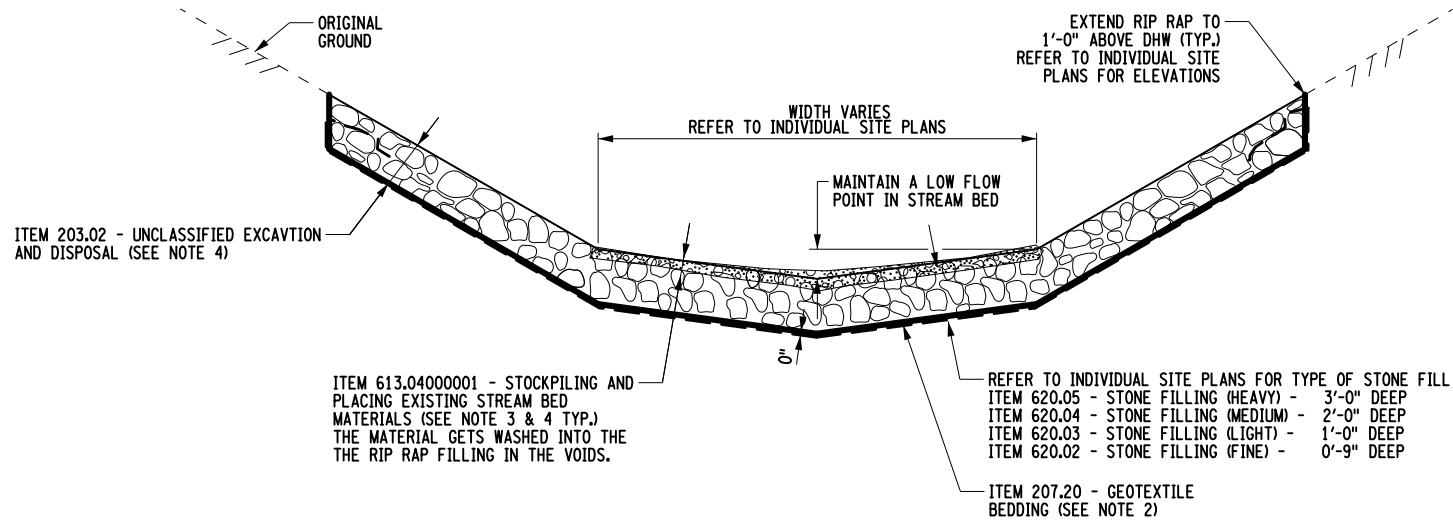 ORIGINAL
GROUND
EXTEND RIP RAP TO
1'-0" ABOVE DHW (TYP.)
REFER TO INDIVIDUAL SITE
PLANS FOR ELEVATIONS
WIDTH VARIES
REFER TO INDIVIDUAL SITE PLANS
MAINTAIN A LOW FLOW
POINT IN STREAM BED
ITEM 203.02 - UNCLASSIFIED EXCAVTION
AND DISPOSAL (SEE NOTE 4)
0"
ITEM 613.04000001 - STOCKPILING AND
PLACING EXISTING STREAM BED
MATERIALS (SEE NOTE 3 & 4 TYP.)
THE MATERIAL GETS WASHED INTO THE
THE RIP RAP FILLING IN THE VOIDS.
REFER TO INDIVIDUAL SITE PLANS FOR TYPE OF STONE FILL
ITEM 620.05 - STONE FILLING (HEAVY) - 3'-0" DEEP
ITEM 620.04 - STONE FILLING (MEDIUM) - 2'-0" DEEP
ITEM 620.03 - STONE FILLING (LIGHT) - 1'-0" DEEP
ITEM 620.02 - STONE FILLING (FINE) - 0'-9" DEEP
ITEM 207.20 - GEOTEXTILE
BEDDING (SEE NOTE 2)